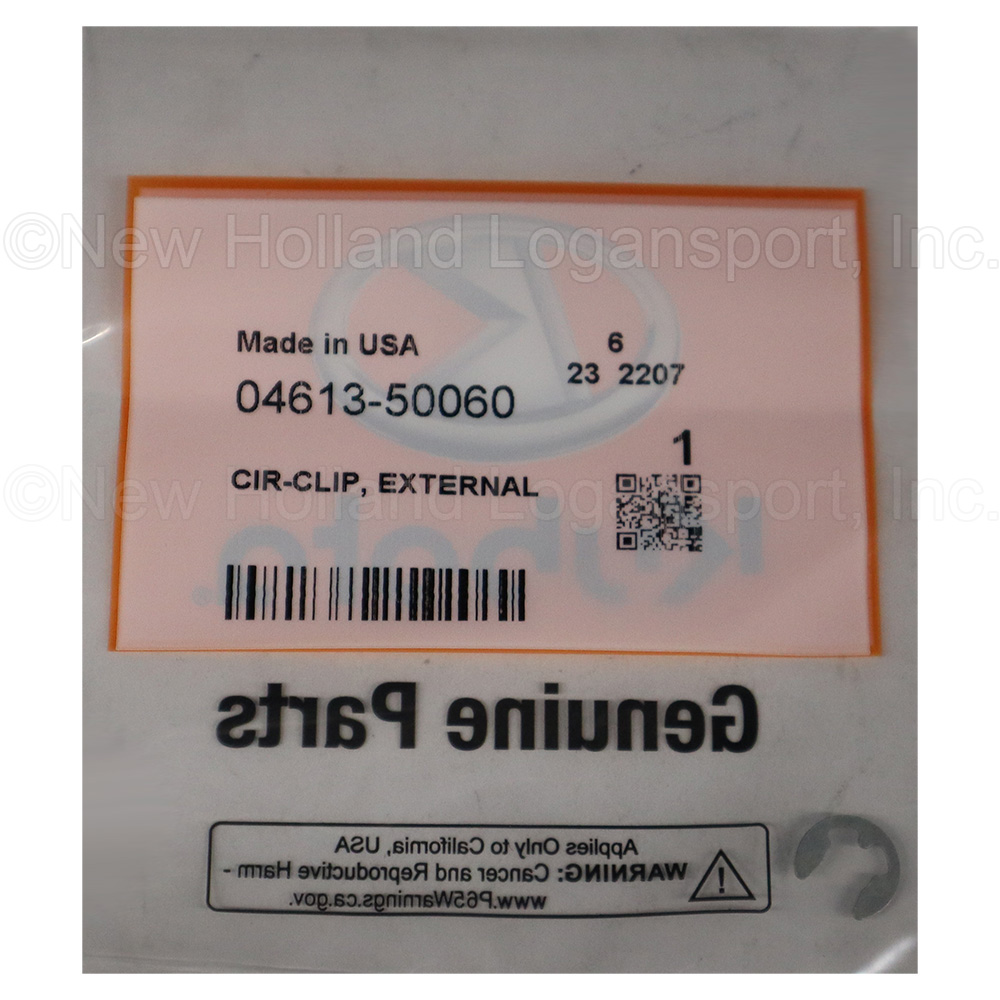 ©New Holland Logansport, Inc.
Made in USA
6
23 2207
04613-50060
1
CIR-CLIP, EXTERNAL
©New Holland Logansport, Inc.
Kubota®
Genuine Parts
Applies Only to California, USA
WARNING: Cancer and Reproductive Harm -
www.P65Warnings.ca.gov.